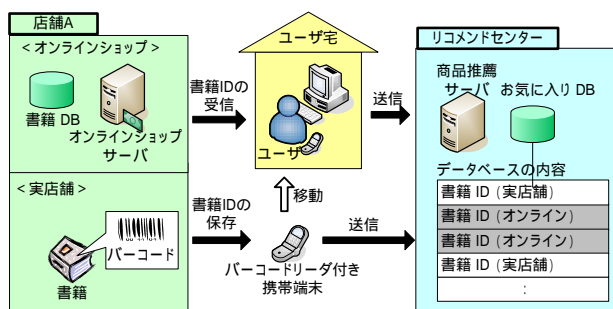 店舗A
<オンラインショップ>
書籍 DB
オンラインショップ
サーバ
<実店舗>
バーコード
書籍
書籍IDの
受信
書籍IDの
保存
ユーザ宅
ユーザ
移動
バーコードリーダ付き
携帯端末
送信
送信
リコメンドセンター
商品推薦
サーバ
お気に入り DB
データベースの内容
書籍 ID (実店舗)
書籍 ID (オンライン)
書籍 ID (オンライン)
書籍 ID (実店舗)
: